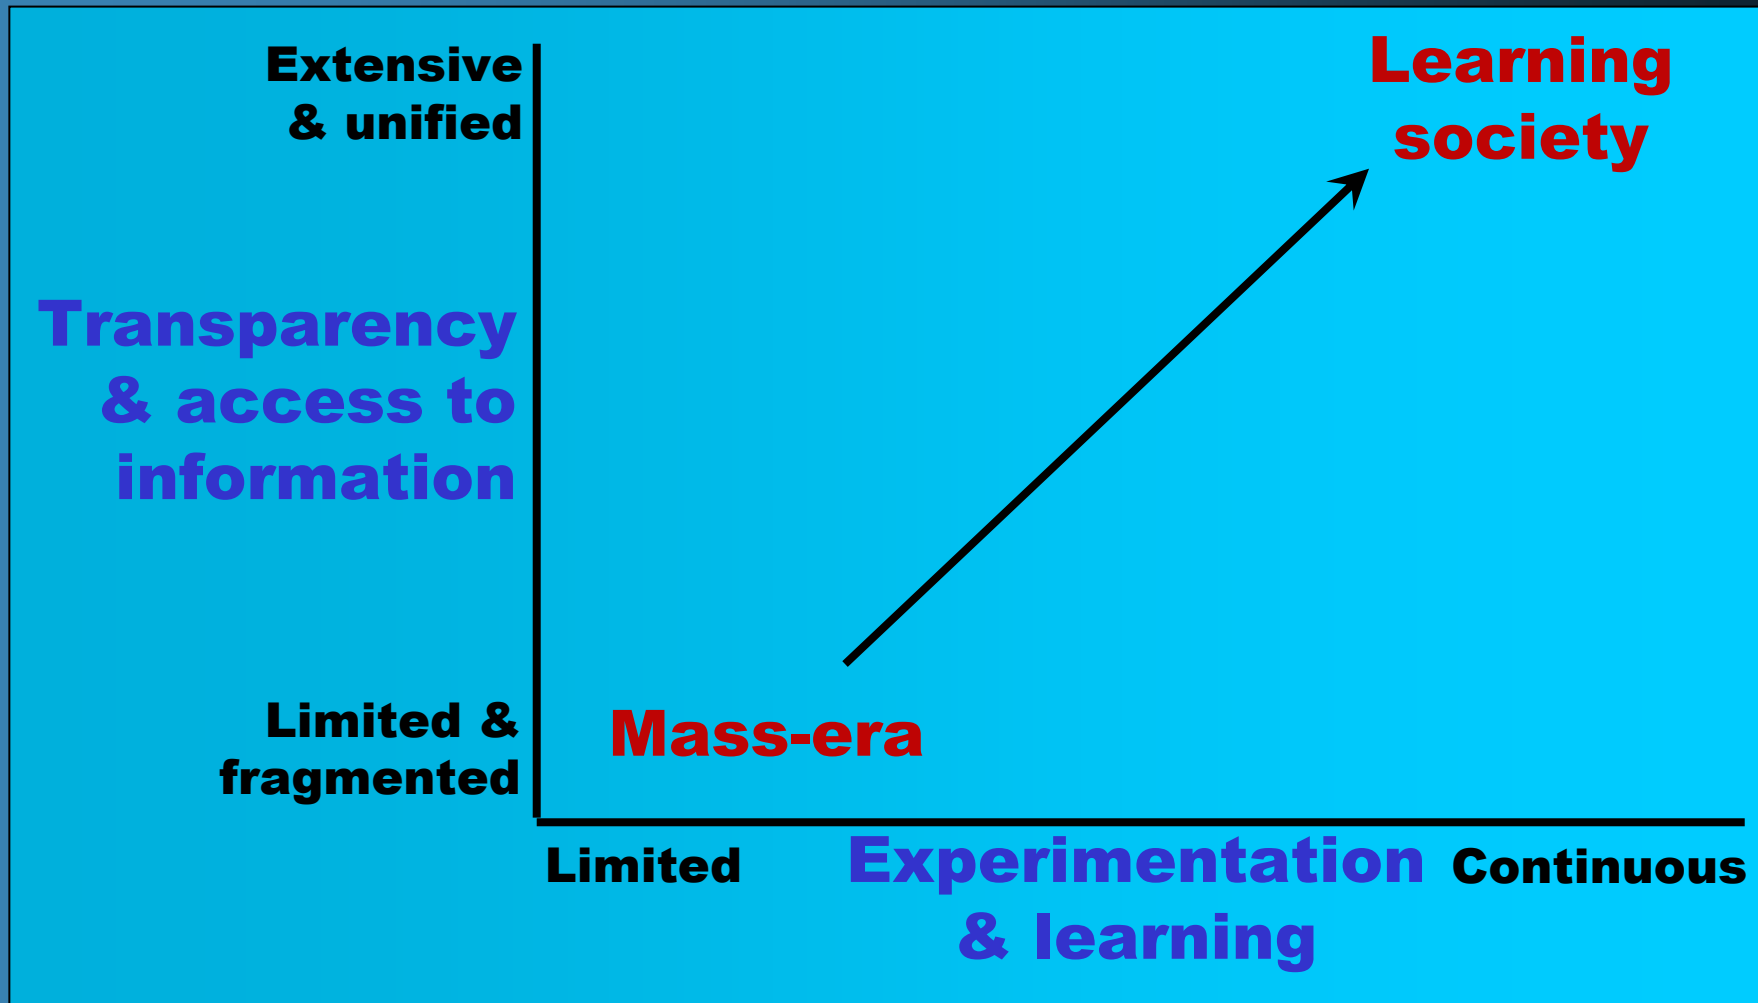 Extensive
& unified
Learning
society
Transparency
& access to
information
Limited &
fragmented
Mass-era
Limited
Experimentation
& learning
Continuous